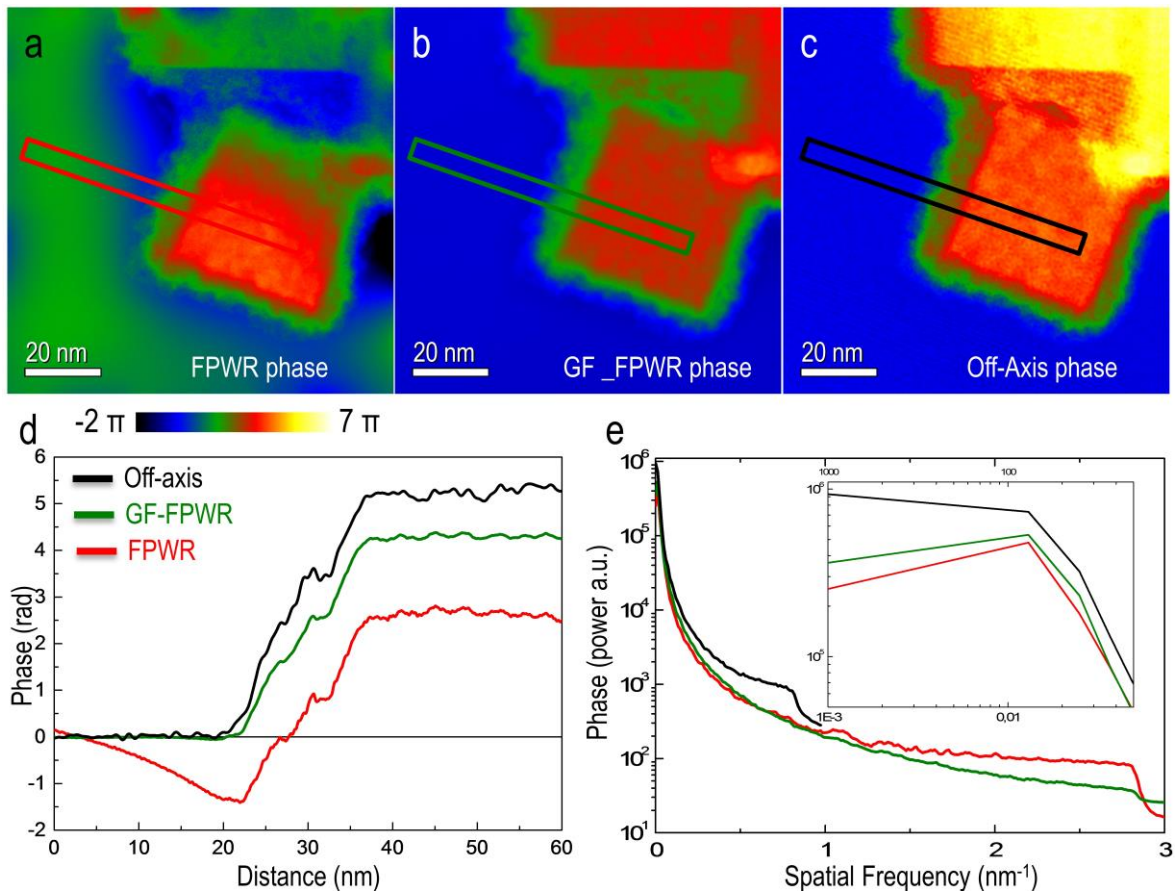 a
b
c
20 nm
FPWR phase
20 nm
GF _FPWR phase
20 nm
Off-Axis phase
-2 π
7 π
d
Off-axis
GF-FPWR
FPWR
6
5
4
3
2
1
0
-1
-2
Phase (rad)
0 10 20 30 40 50 60
Distance (nm)
e
10⁶
10⁵
10⁴
10³
10²
10¹
Phase (power a.u.)
0 1 2 3
Spatial Frequency (nm⁻¹)
1000 100
10⁶
10⁵
1E-3 0,01